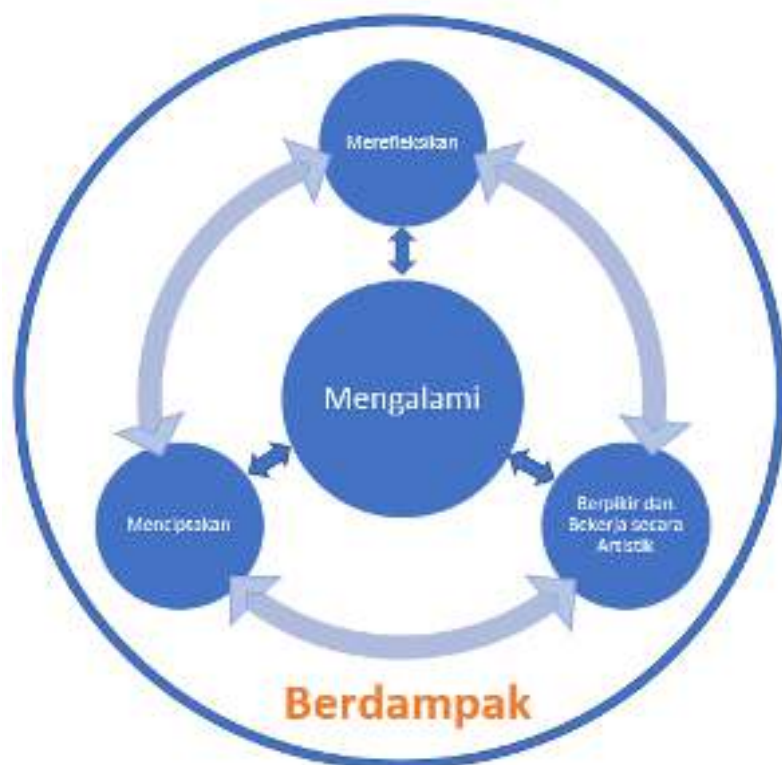 Merefleksikan
Mengalami
Menciptakan
Berpikir dan
Bekerja secara
Artistik
Berdampak